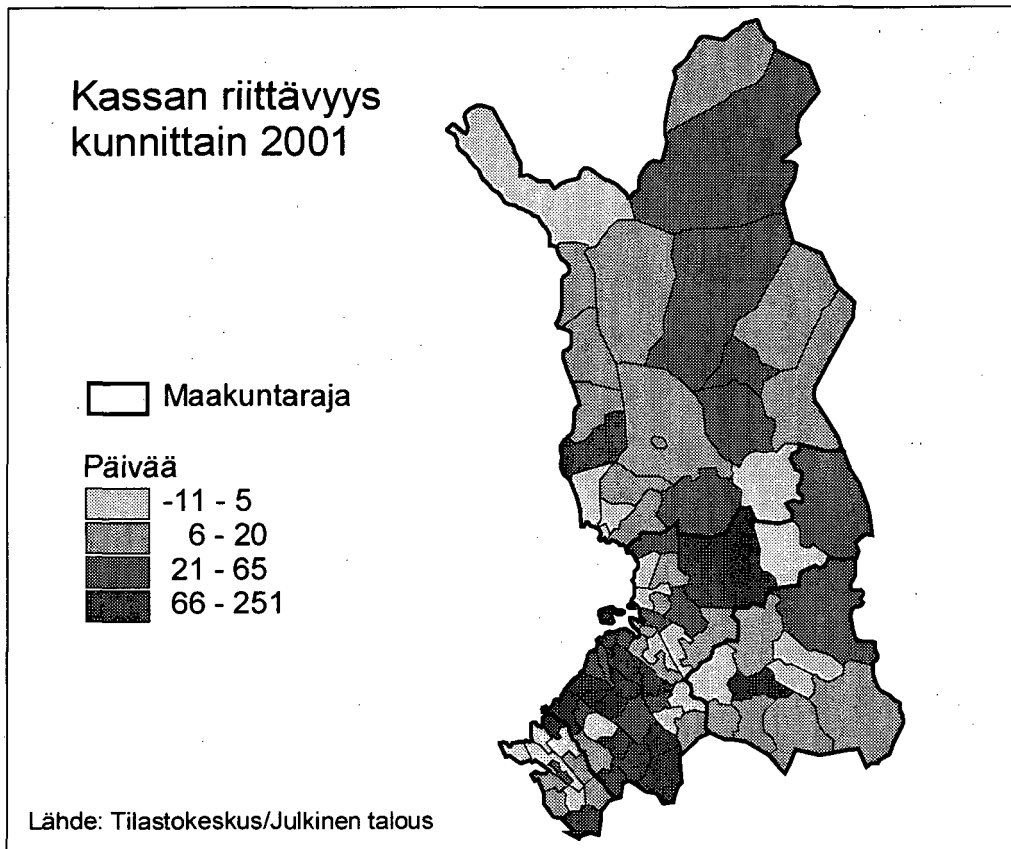 Kassan riittävyys
kunnittain 2001
Maakuntaraja
Päivää
-11 - 5
6 - 20
21 - 65
66 - 251
Lähde: Tilastokeskus/Julkinen talous